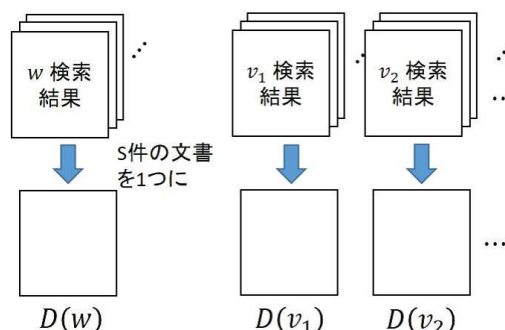 w 検索
結果
v₁ 検索
結果
v₂ 検索
結果
S件の文書
を1つに
D(w)
D(v₁)
D(v₂)